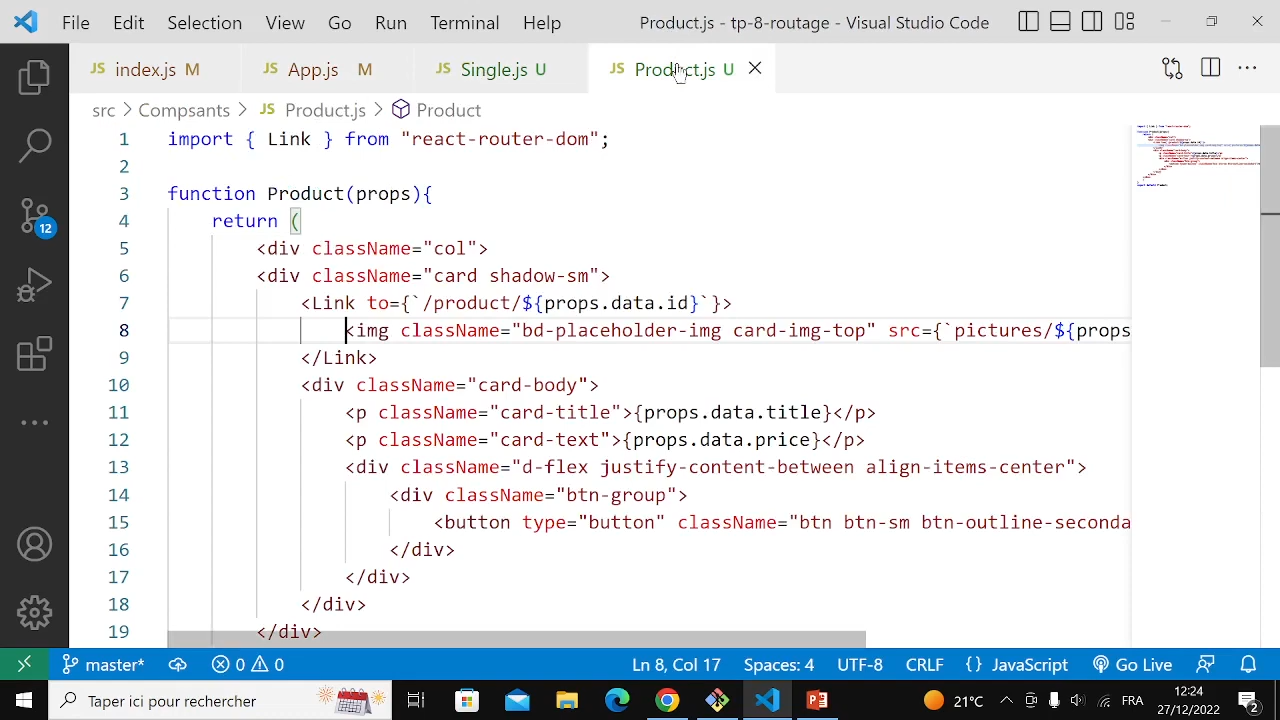 File Edit Selection View Go Run Terminal Help Product.js - tp-8-routage - Visual Studio Code
JS index.js M JS App.js M JS Single.js U JS Product.js U
src > Compsants > JS Product.js > Product
1 import { Link } from "react-router-dom";
2
3 function Product(props){
4 return (
5 <div className="col">
6 <div className="card shadow-sm">
7 <Link to={`/product/${props.data.id}`}>
8 <img className="bd-placeholder-img card-img-top" src={`pictures/${props
9 </Link>
10 <div className="card-body">
11 <p className="card-title">{props.data.title}</p>
12 <p className="card-text">{props.data.price}</p>
13 <div className="d-flex justify-content-between align-items-center">
14 <div className="btn-group">
15 <button type="button" className="btn btn-sm btn-outline-seconda
16 </div>
17 </div>
18 </div>
19 </div>
12
master* 0 0 Ln 8, Col 17 Spaces: 4 UTF-8 CRLF {} JavaScript Go Live
Taper ici pour rechercher 21°C FRA 12:24
27/12/2022 2